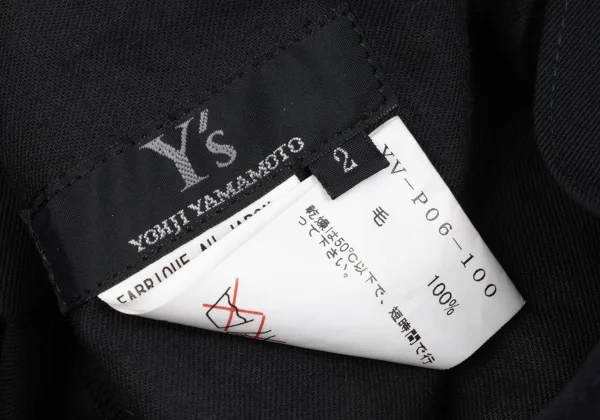 Y's
YOHJI YAMAMOTO
2
YV-P06-100
毛 100%
乾燥は50℃以下で、短時間で行
って下さい。
FABRIQUE AU JAPON